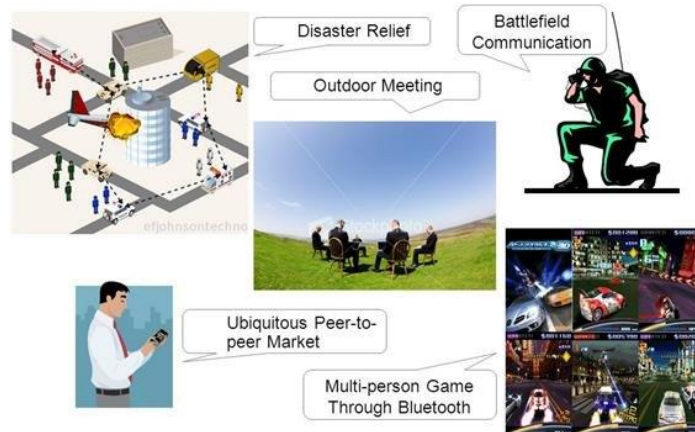 Disaster Relief
Battlefield
Communication
Outdoor Meeting
efjohnsontechno
Ubiquitous Peer-to-
peer Market
Multi-person Game
Through Bluetooth